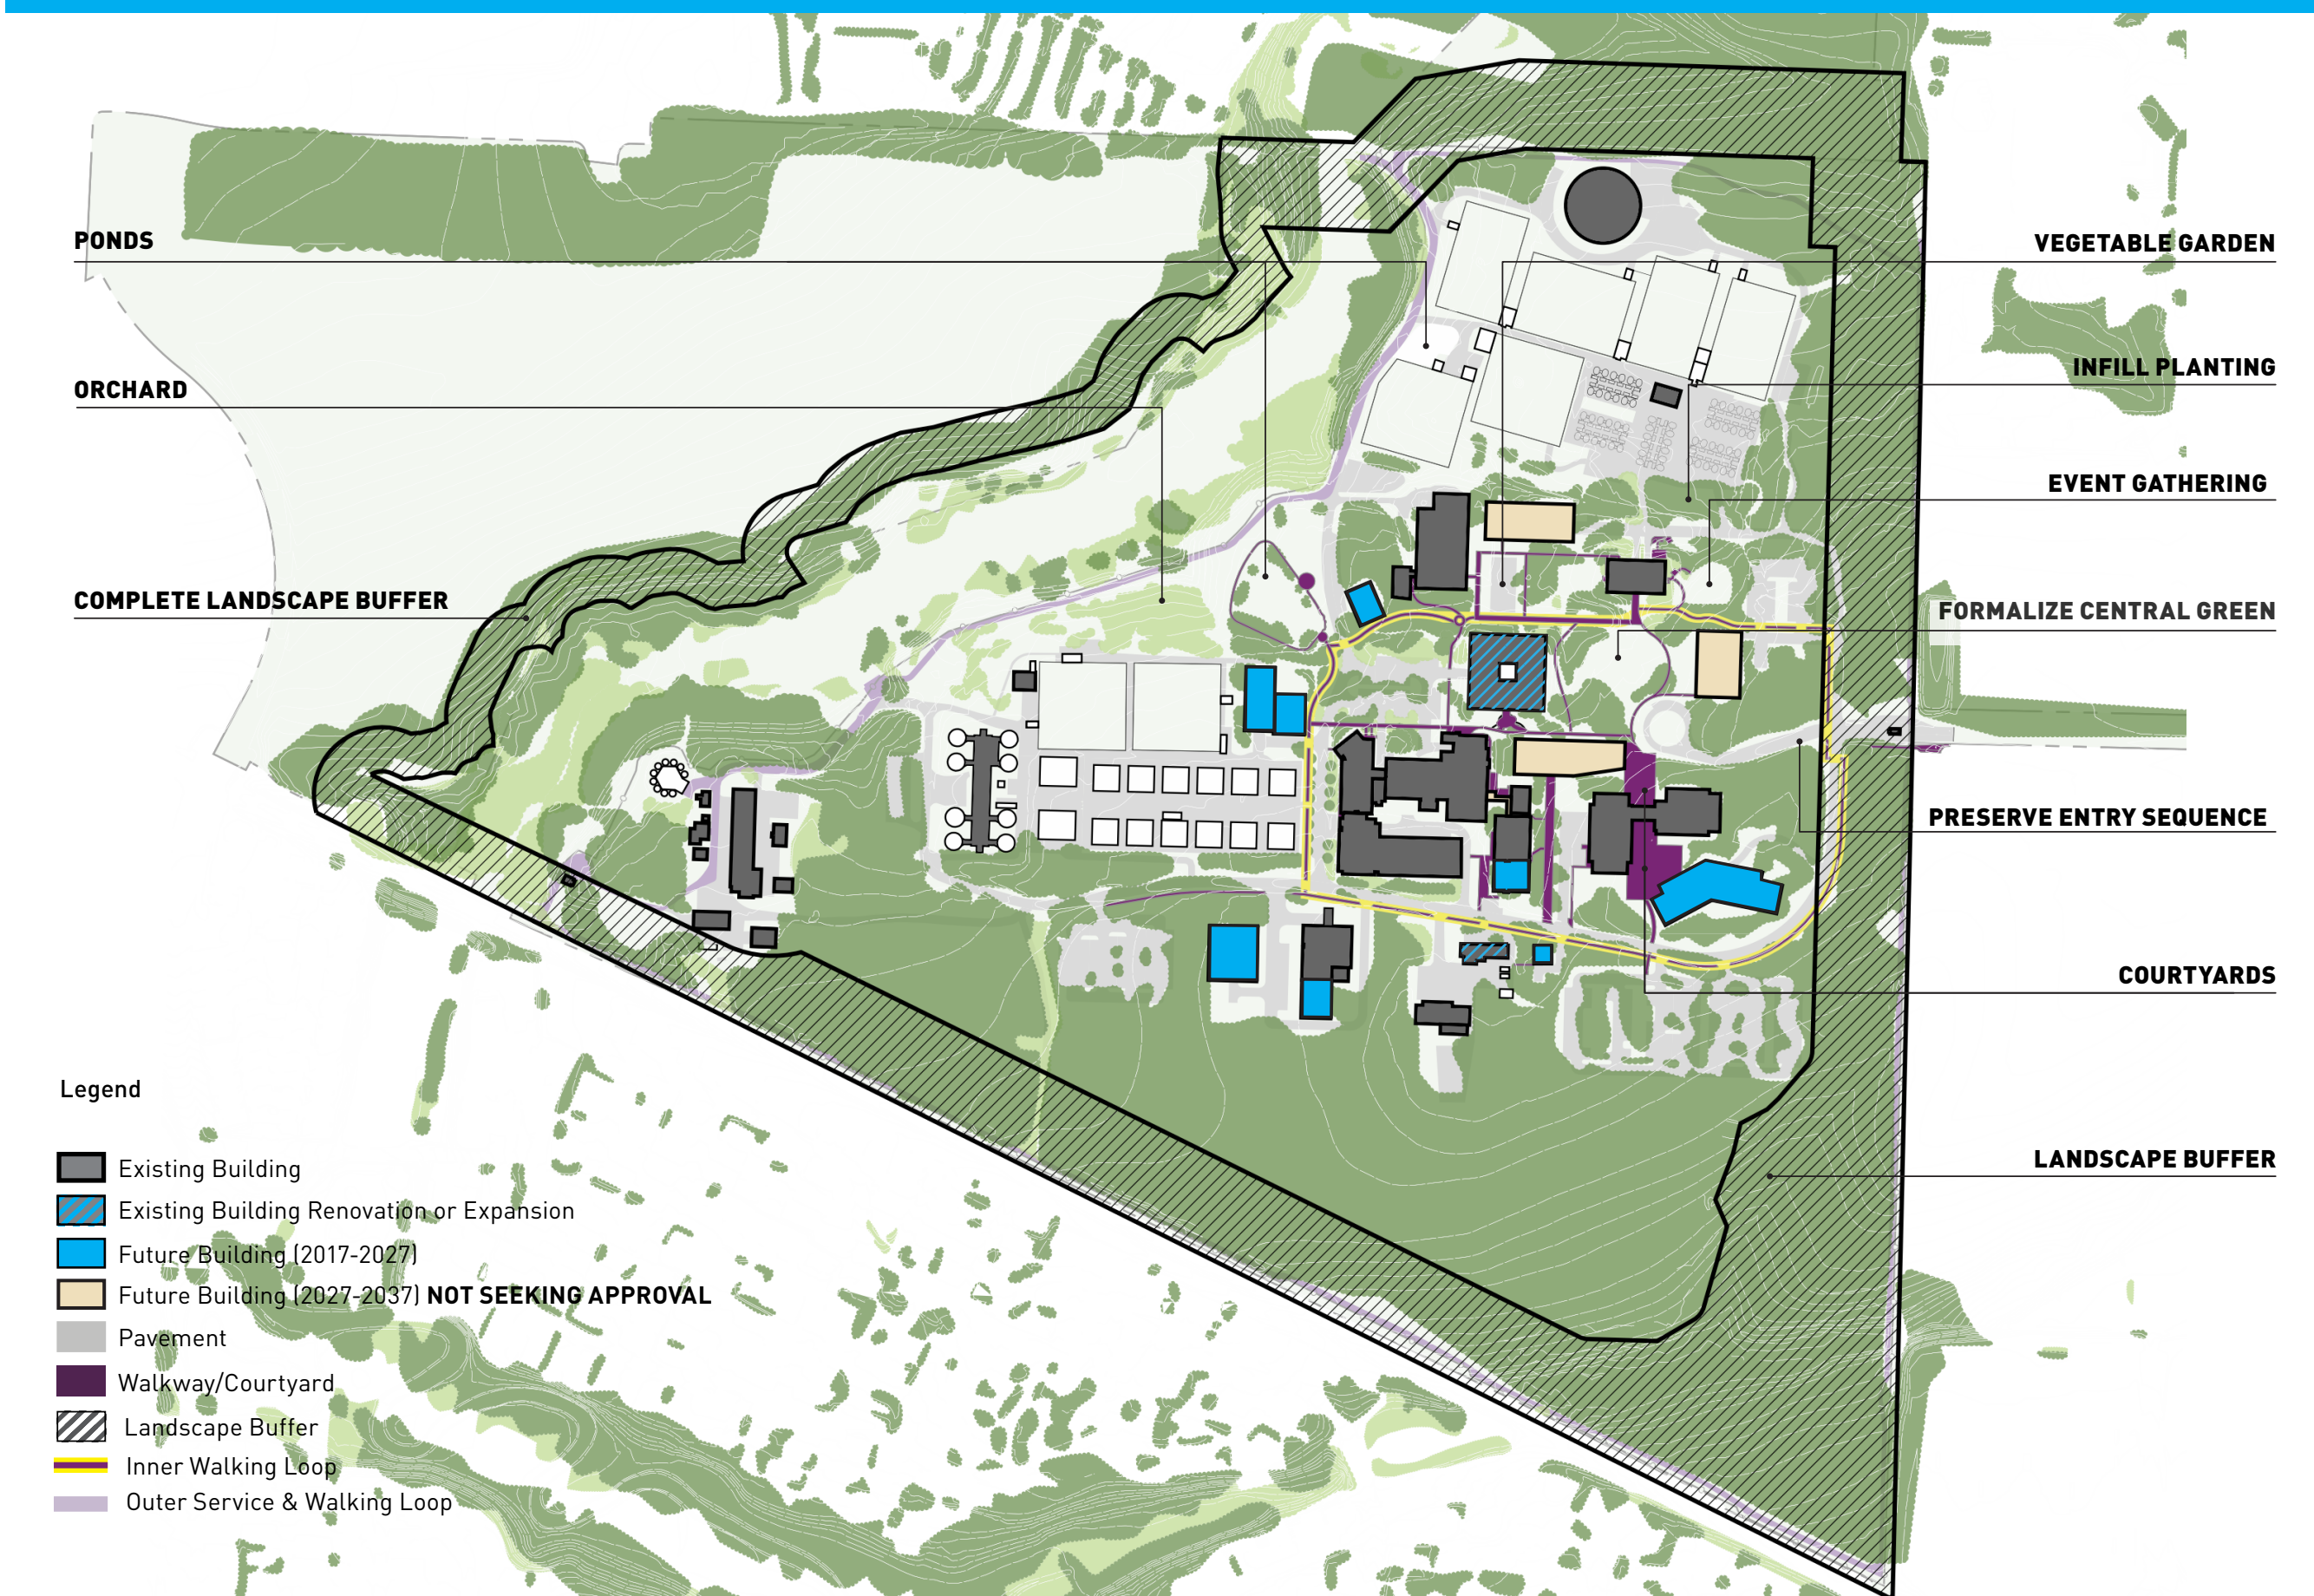 PONDS
ORCHARD
COMPLETE LANDSCAPE BUFFER
VEGETABLE GARDEN
INFILL PLANTING
EVENT GATHERING
FORMALIZE CENTRAL GREEN
PRESERVE ENTRY SEQUENCE
COURTYARDS
LANDSCAPE BUFFER
Legend
Existing Building
Existing Building Renovation or Expansion
Future Building (2017-2027)
Future Building (2027-2037) NOT SEEKING APPROVAL
Pavement
Walkway/Courtyard
Landscape Buffer
Inner Walking Loop
Outer Service & Walking Loop